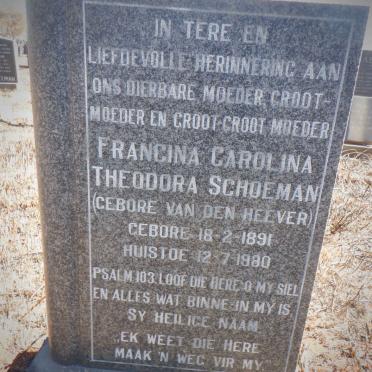 IN TERE EN
LIEFDEVOLLE HERINNERING AAN
ONS DIERBARE MOEDER, GROOT-
MOEDER EN GROOT-GROOT MOEDER
FRANCINA CAROLINA
THEODORA SCHOEMAN
(GEBORE VAN DEN HEEVER)
GEBORE 18-2-1891
HUISTOE 12-7-1980
PSALM 103 LOOF DIE HERE O MY SIEL
EN ALLES WAT BINNE-IN MY IS
SY HEILIGE NAAM
"EK WEET DIE HERE
MAAK 'N WEG VIR MY."